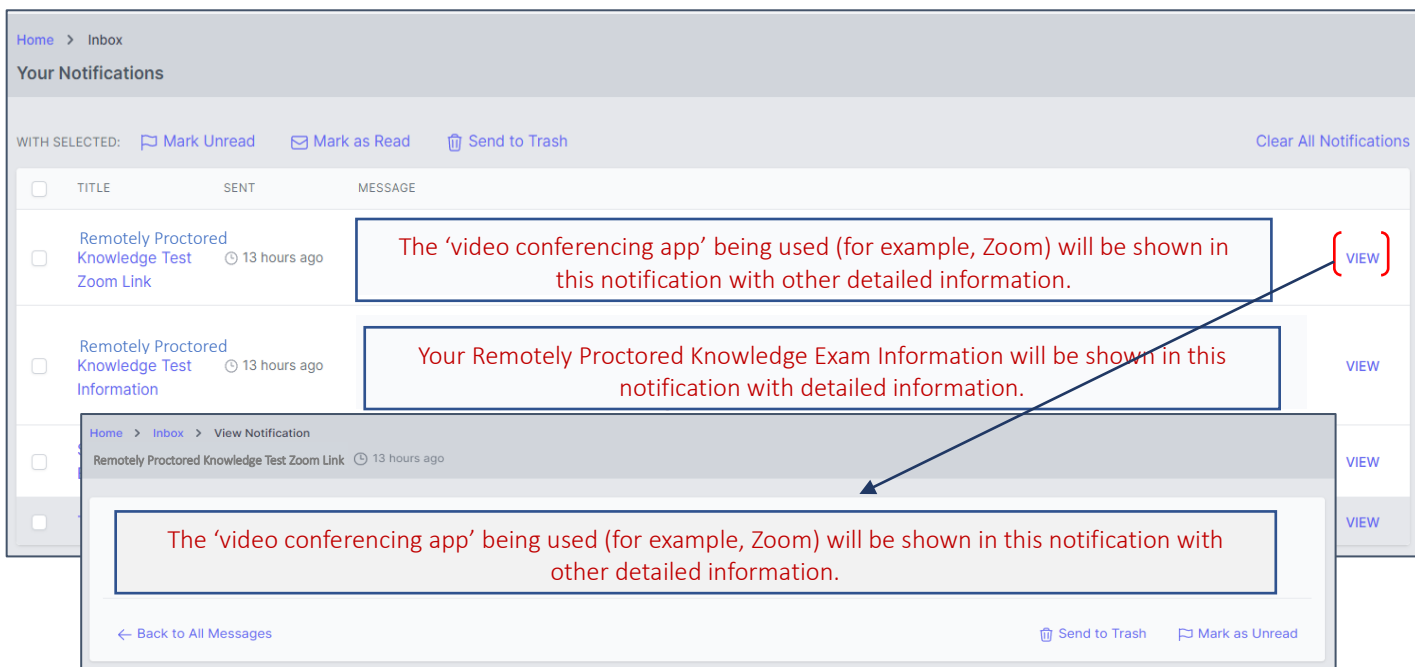 Home > Inbox
Your Notifications
WITH SELECTED: Mark Unread Mark as Read Send to Trash Clear All Notifications
TITLE SENT MESSAGE
Remotely Proctored
Knowledge Test
Zoom Link
13 hours ago
The ‘video conferencing app’ being used (for example, Zoom) will be shown in
this notification with other detailed information.
VIEW
Remotely Proctored
Knowledge Test
Information
13 hours ago
Your Remotely Proctored Knowledge Exam Information will be shown in this
notification with detailed information.
VIEW
VIEW
VIEW
Home > Inbox > View Notification
Remotely Proctored Knowledge Test Zoom Link 13 hours ago
The ‘video conferencing app’ being used (for example, Zoom) will be shown in this notification with
other detailed information.
← Back to All Messages Send to Trash Mark as Unread